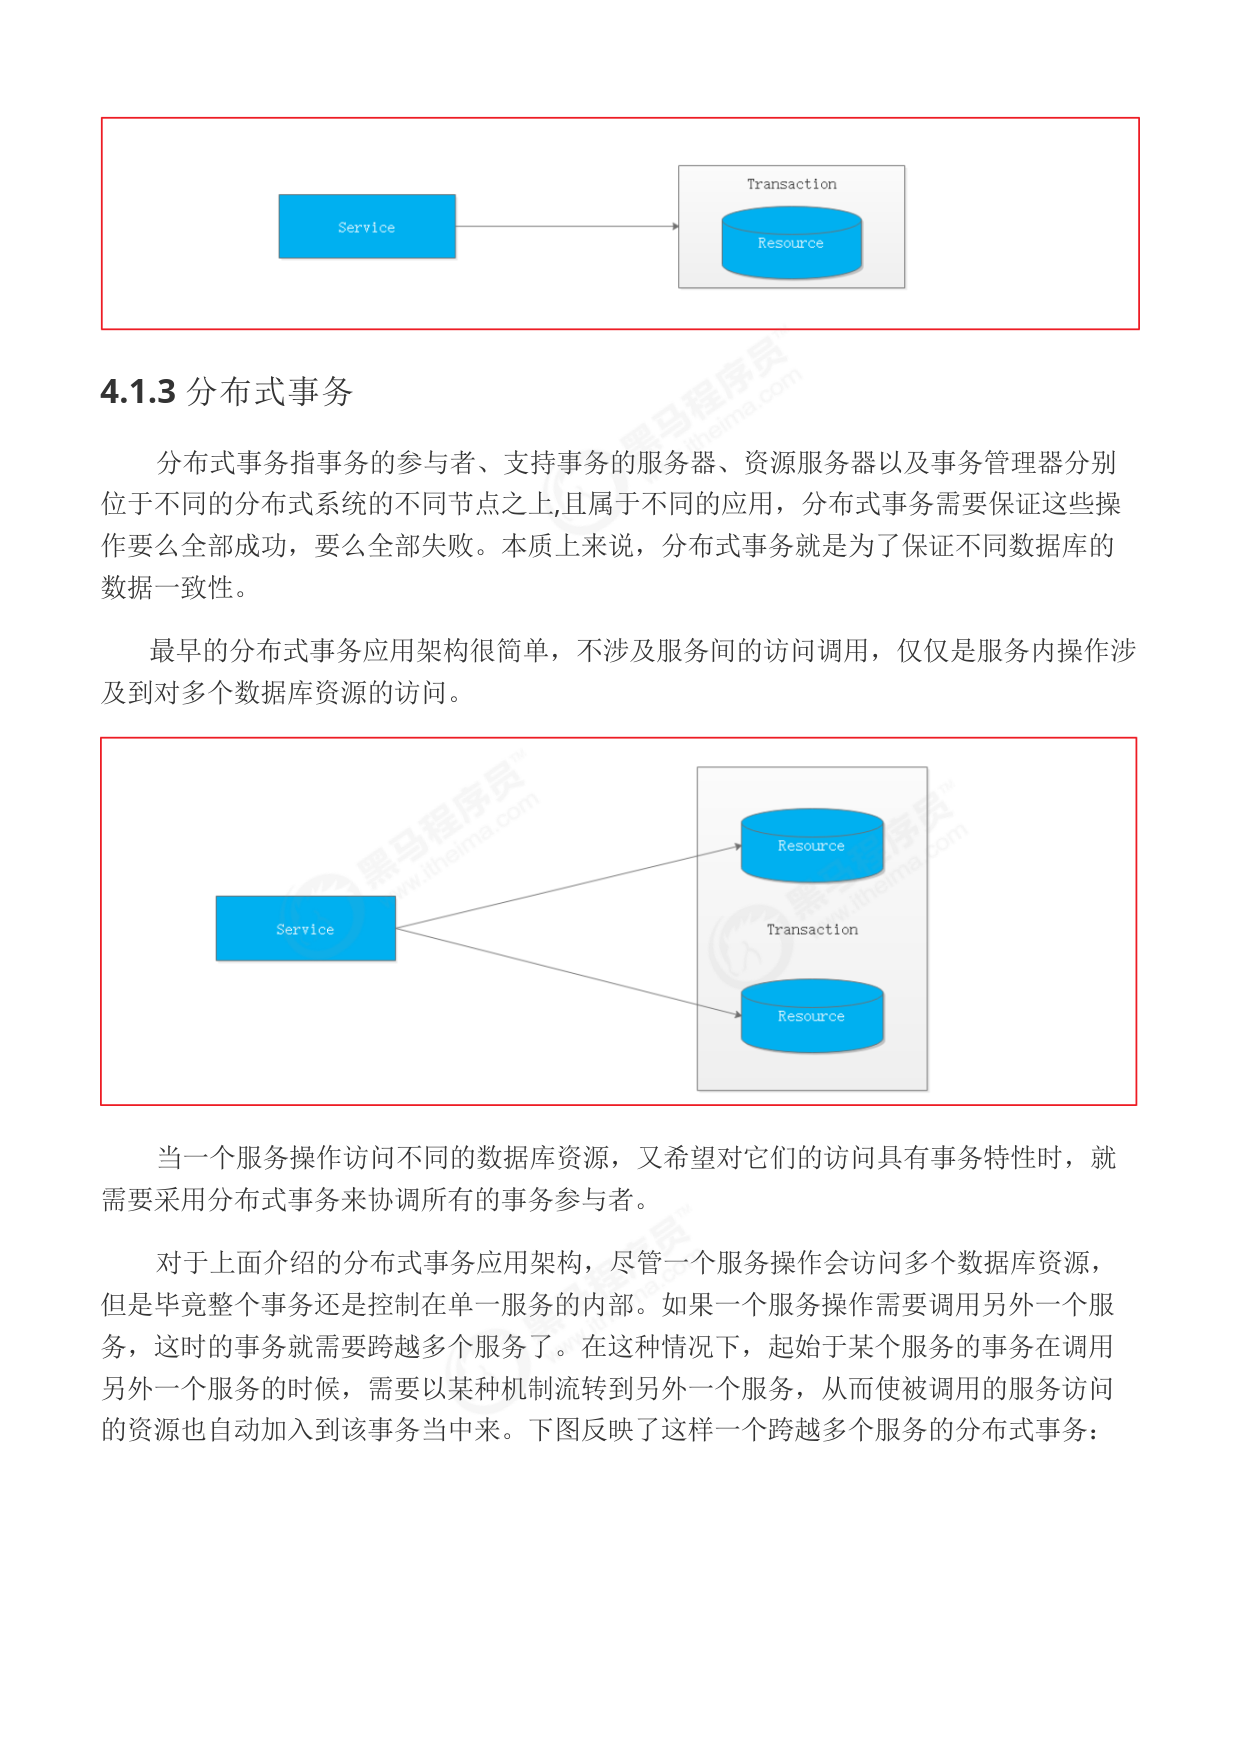 Transaction
Service
Resource
4.1.3 分布式事务
分布式事务指事务的参与者、支持事务的服务器、资源服务器以及事务管理器分别
位于不同的分布式系统的不同节点之上,且属于不同的应用，分布式事务需要保证这些操
作要么全部成功，要么全部失败。本质上来说，分布式事务就是为了保证不同数据库的
数据一致性。
最早的分布式事务应用架构很简单，不涉及服务间的访问调用，仅仅是服务内操作涉
及到对多个数据库资源的访问。
Resource
Service
Transaction
Resource
当一个服务操作访问不同的数据库资源，又希望对它们的访问具有事务特性时，就
需要采用分布式事务来协调所有的事务参与者。
对于上面介绍的分布式事务应用架构，尽管一个服务操作会访问多个数据库资源，
但是毕竟整个事务还是控制在单一服务的内部。如果一个服务操作需要调用另外一个服
务，这时的事务就需要跨越多个服务了。在这种情况下，起始于某个服务的事务在调用
另外一个服务的时候，需要以某种机制流转到另外一个服务，从而使被调用的服务访问
的资源也自动加入到该事务当中来。下图反映了这样一个跨越多个服务的分布式事务：
黑马程序员
www.itheima.com